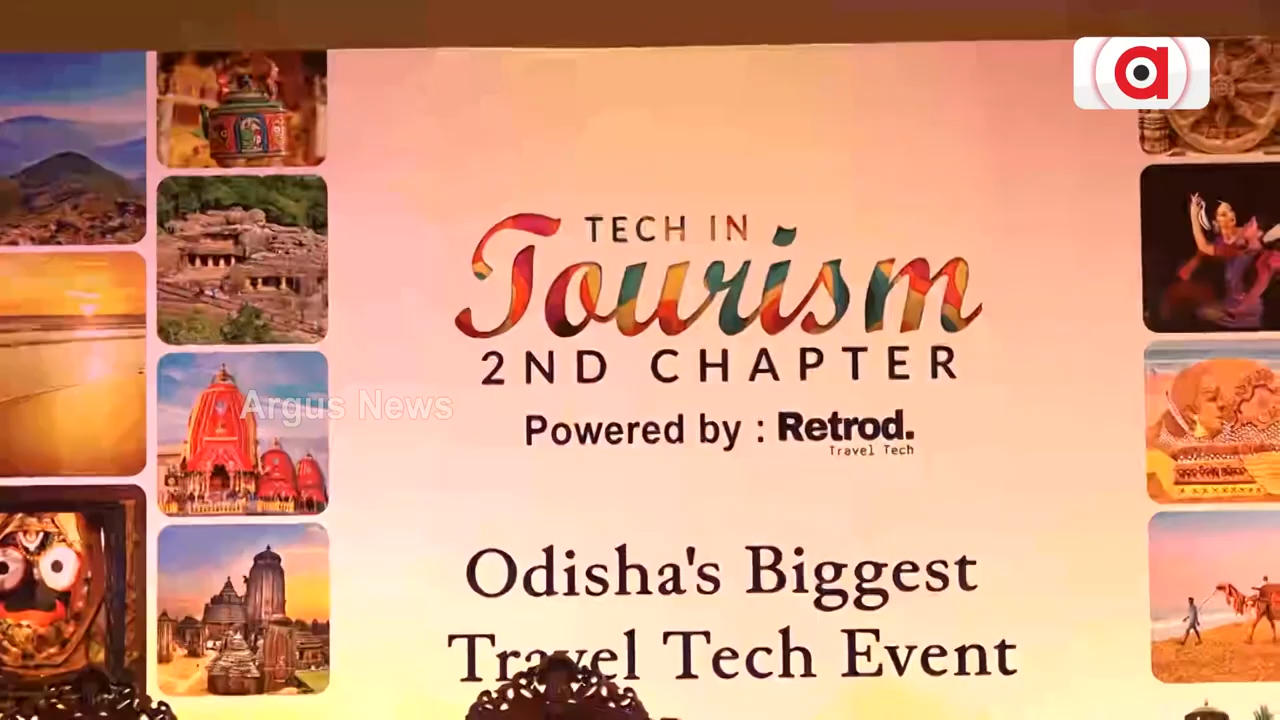 a
TECH IN
Tourism
2ND CHAPTER
Argus News
Powered by : Retrod.
Travel Tech
Odisha's Biggest
Travel Tech Event